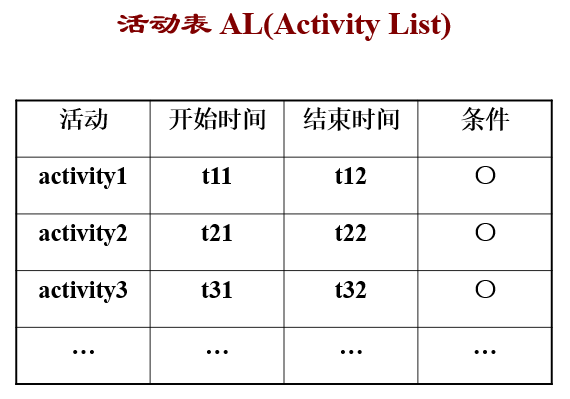 活动表 AL(Activity List)
活动 开始时间 结束时间 条件
activity1 t11 t12 〇
activity2 t21 t22 〇
activity3 t31 t32 〇
… … … …